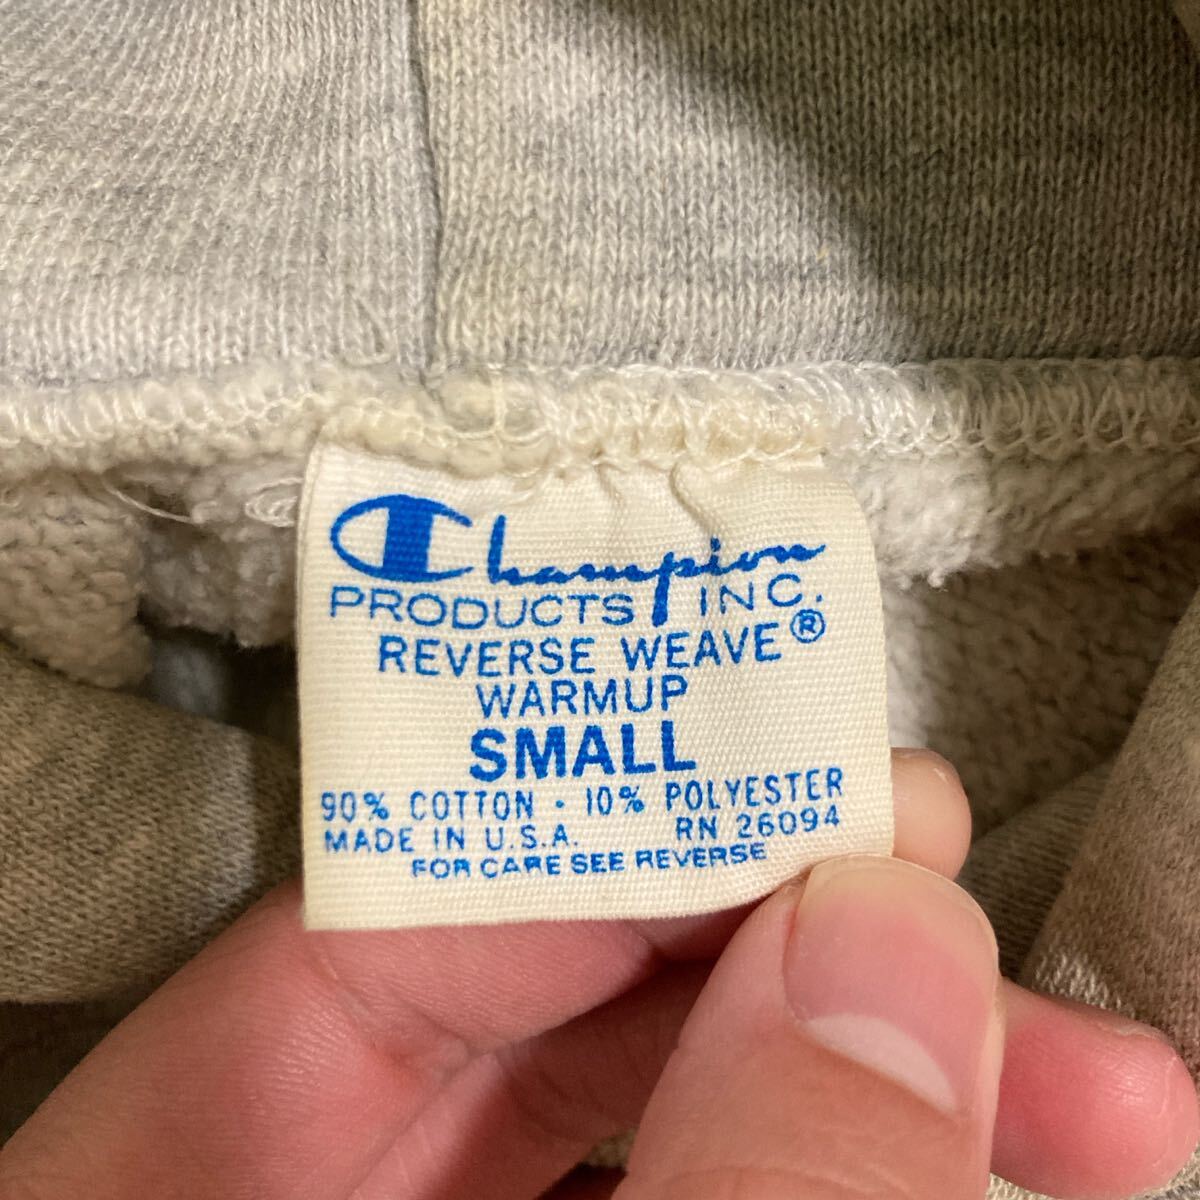 Champion
PRODUCTS INC.
REVERSE WEAVE®
WARMUP
SMALL
90% COTTON · 10% POLYESTER
MADE IN U.S.A. RN 26094
FOR CARE SEE REVERSE